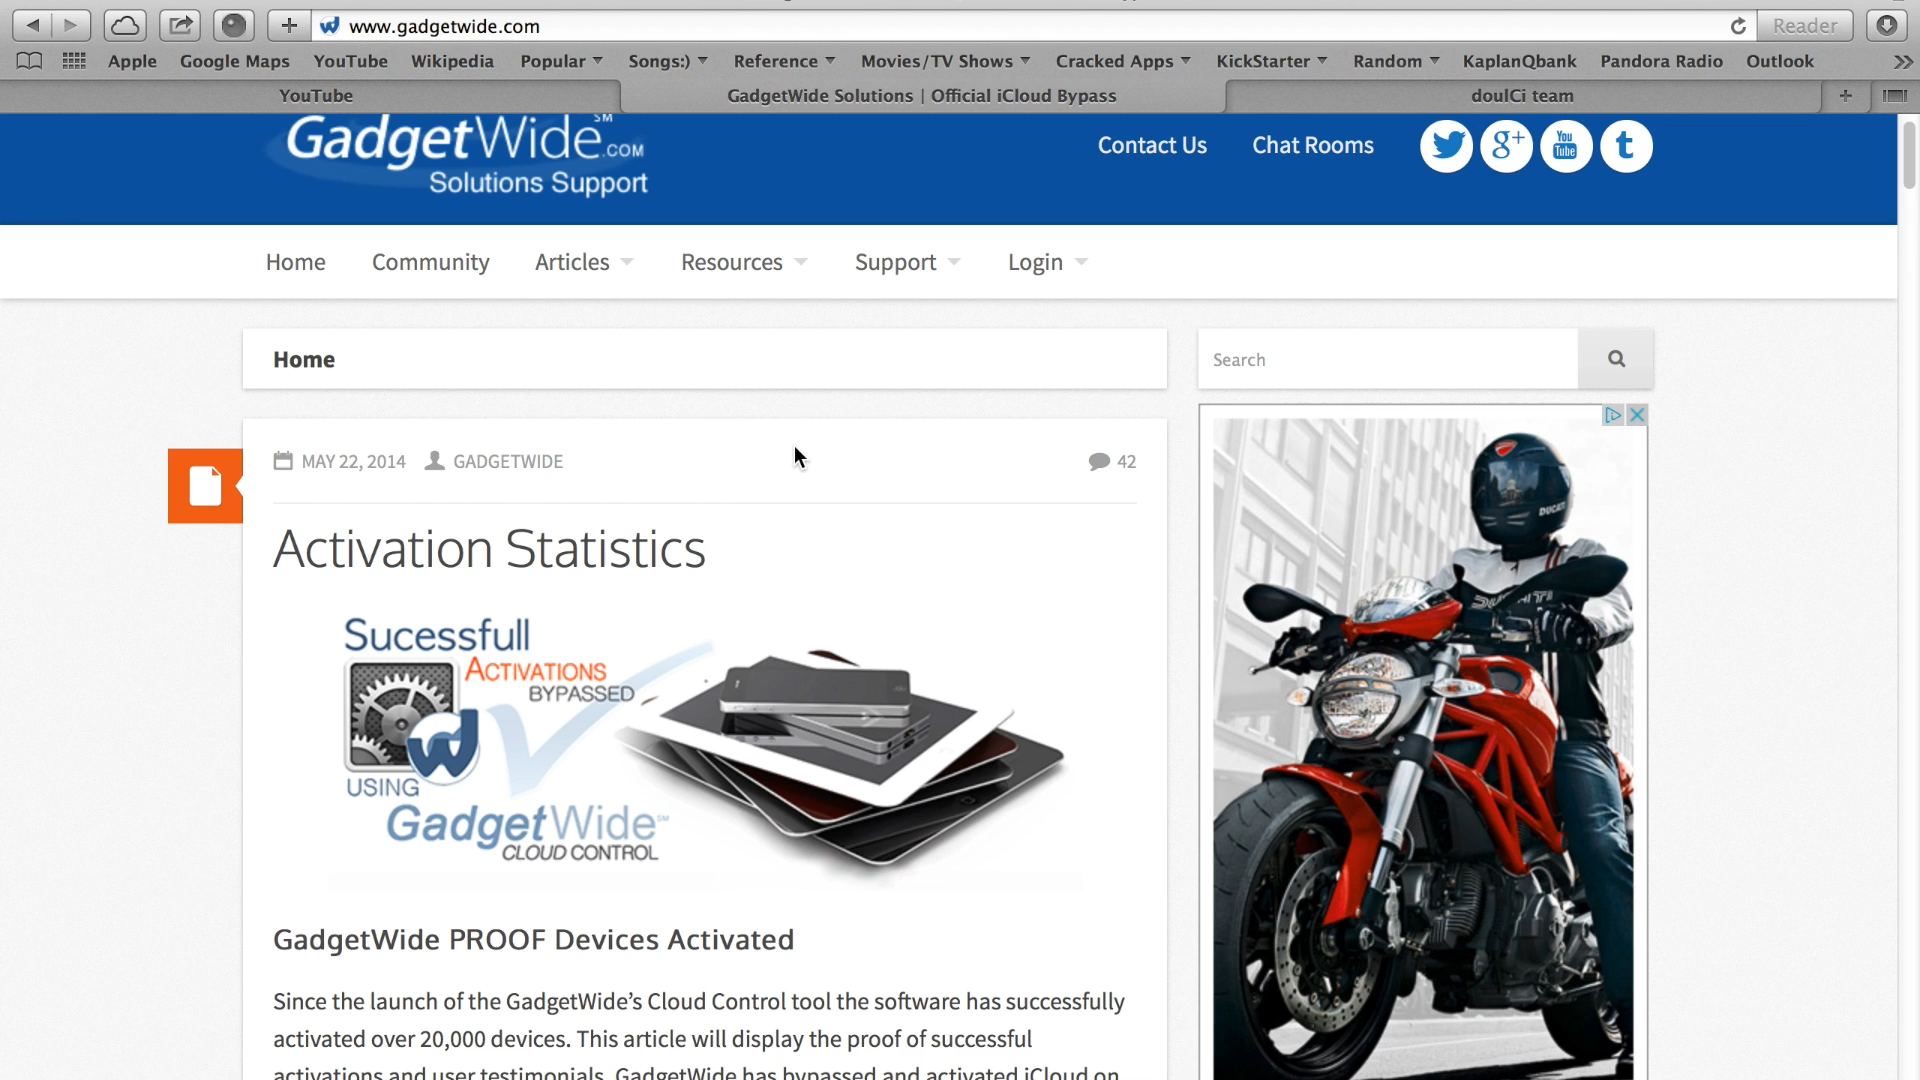 www.gadgetwide.com
Reader
Apple Google Maps YouTube Wikipedia Popular Songs:) Reference Movies/TV Shows Cracked Apps KickStarter Random KaplanQbank Pandora Radio Outlook
YouTube
GadgetWide Solutions | Official iCloud Bypass
doulCi team
GadgetWide.COM SM
Solutions Support
Contact Us
Chat Rooms
g+
You Tube
t
Home
Community
Articles
Resources
Support
Login
Home
Search
MAY 22, 2014
GADGETWIDE
42
Activation Statistics
Sucessfull
ACTIVATIONS
BYPASSED
USING
GadgetWide SM
CLOUD CONTROL
DUCATI
GadgetWide PROOF Devices Activated
Since the launch of the GadgetWide’s Cloud Control tool the software has successfully
activated over 20,000 devices. This article will display the proof of successful
activations and user testimonials. GadgetWide has bypassed and activated iCloud on